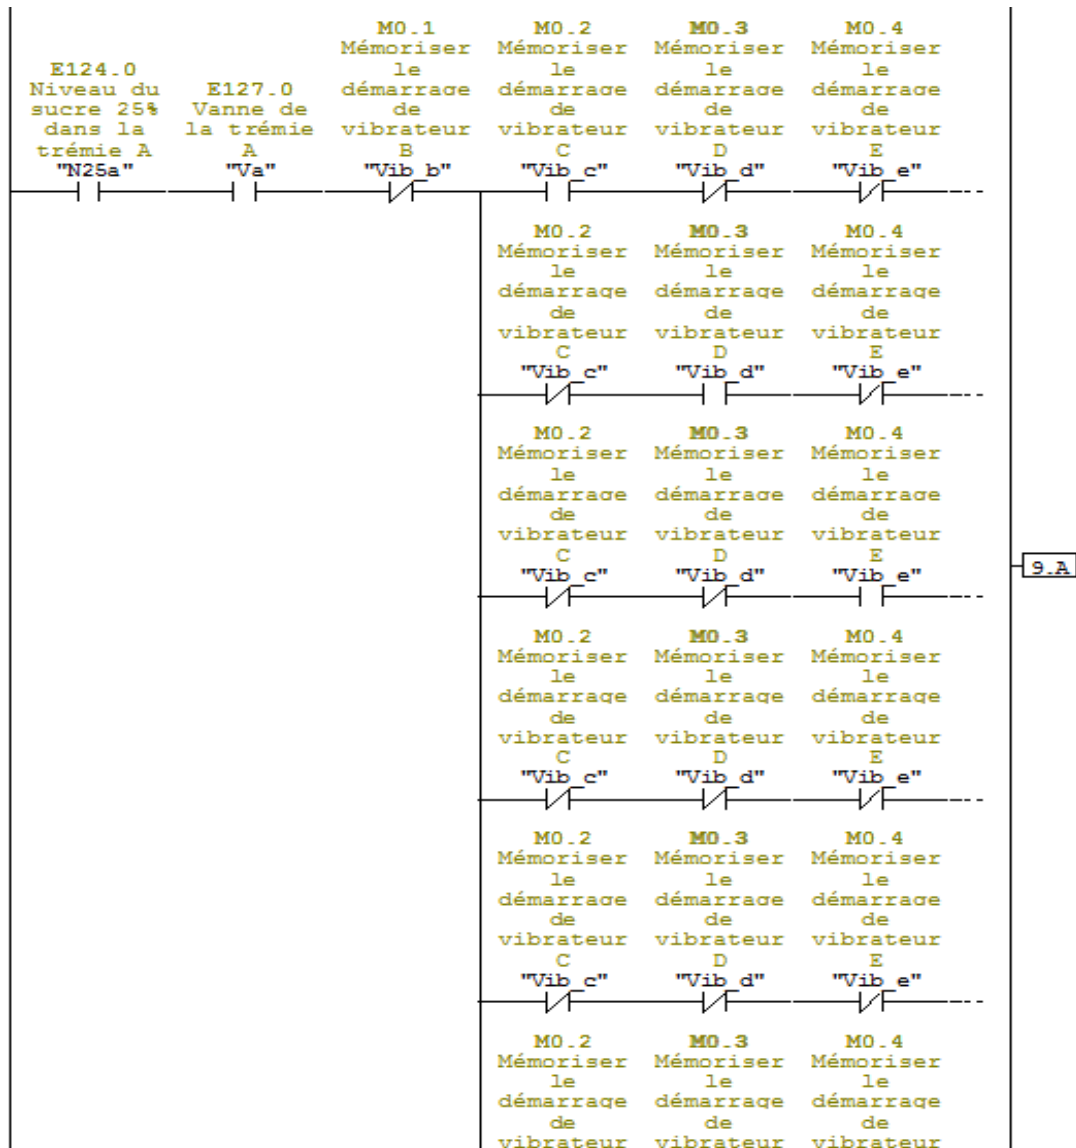 M0.1 M0.2 M0.3 M0.4
Mémoriser Mémoriser Mémoriser Mémoriser
E124.0 le le le le
Niveau du E127.0 démarrage démarrage démarrage démarrage
sucre 25% Vanne de de de de de
dans la la trémie vibrateur vibrateur vibrateur vibrateur
trémie A A B C D E
"N25a" "Va" "Vib_b" "Vib_c" "Vib_d" "Vib_e"
M0.2 M0.3 M0.4
Mémoriser Mémoriser Mémoriser
le le le
démarrage démarrage démarrage
de de de
vibrateur vibrateur vibrateur
C D E
"Vib_c" "Vib_d" "Vib_e"
M0.2 M0.3 M0.4
Mémoriser Mémoriser Mémoriser
le le le
démarrage démarrage démarrage
de de de
vibrateur vibrateur vibrateur
C D E
"Vib_c" "Vib_d" "Vib_e"
9.A
M0.2 M0.3 M0.4
Mémoriser Mémoriser Mémoriser
le le le
démarrage démarrage démarrage
de de de
vibrateur vibrateur vibrateur
C D E
"Vib_c" "Vib_d" "Vib_e"
M0.2 M0.3 M0.4
Mémoriser Mémoriser Mémoriser
le le le
démarrage démarrage démarrage
de de de
vibrateur vibrateur vibrateur
C D E
"Vib_c" "Vib_d" "Vib_e"
M0.2 M0.3 M0.4
Mémoriser Mémoriser Mémoriser
le le le
démarrage démarrage démarrage
de de de
vibrateur vibrateur vibrateur